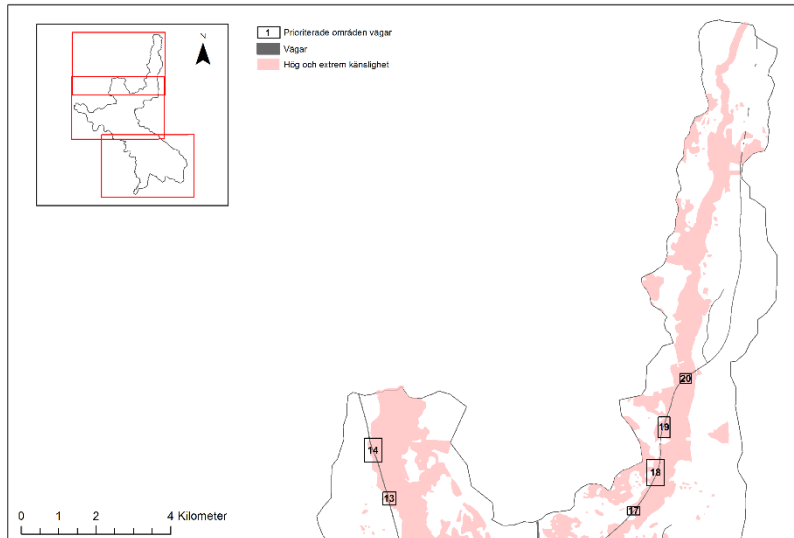 N
1 Prioriterade områden vägar
Vägar
Hög och extrem känslighet
20
19
14
18
13
17
0 1 2 4 Kilometer